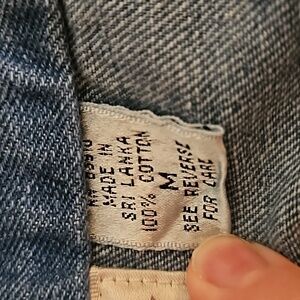 MADE IN
SRI LANKA
100% COTTON
M
SEE REVERSE
FOR CARE